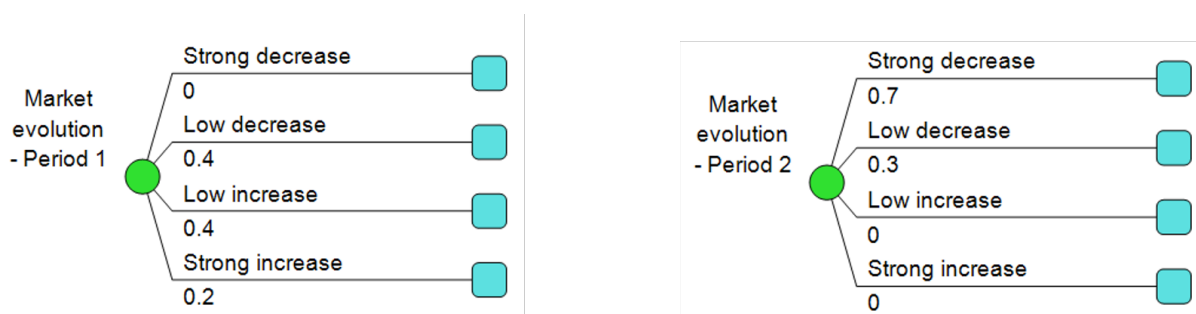 Market
evolution
- Period 1
Strong decrease
0
Low decrease
0.4
Low increase
0.4
Strong increase
0.2
Market
evolution
- Period 2
Strong decrease
0.7
Low decrease
0.3
Low increase
0
Strong increase
0